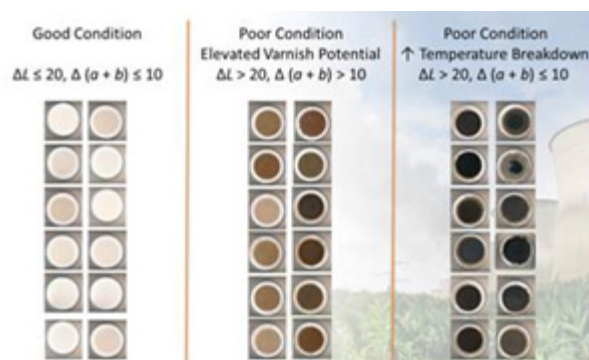 Good Condition
ΔL ≤ 20, Δ (a + b) ≤ 10
Poor Condition
Elevated Varnish Potential
ΔL > 20, Δ (a + b) > 10
Poor Condition
↑ Temperature Breakdown
ΔL > 20, Δ (a + b) ≤ 10